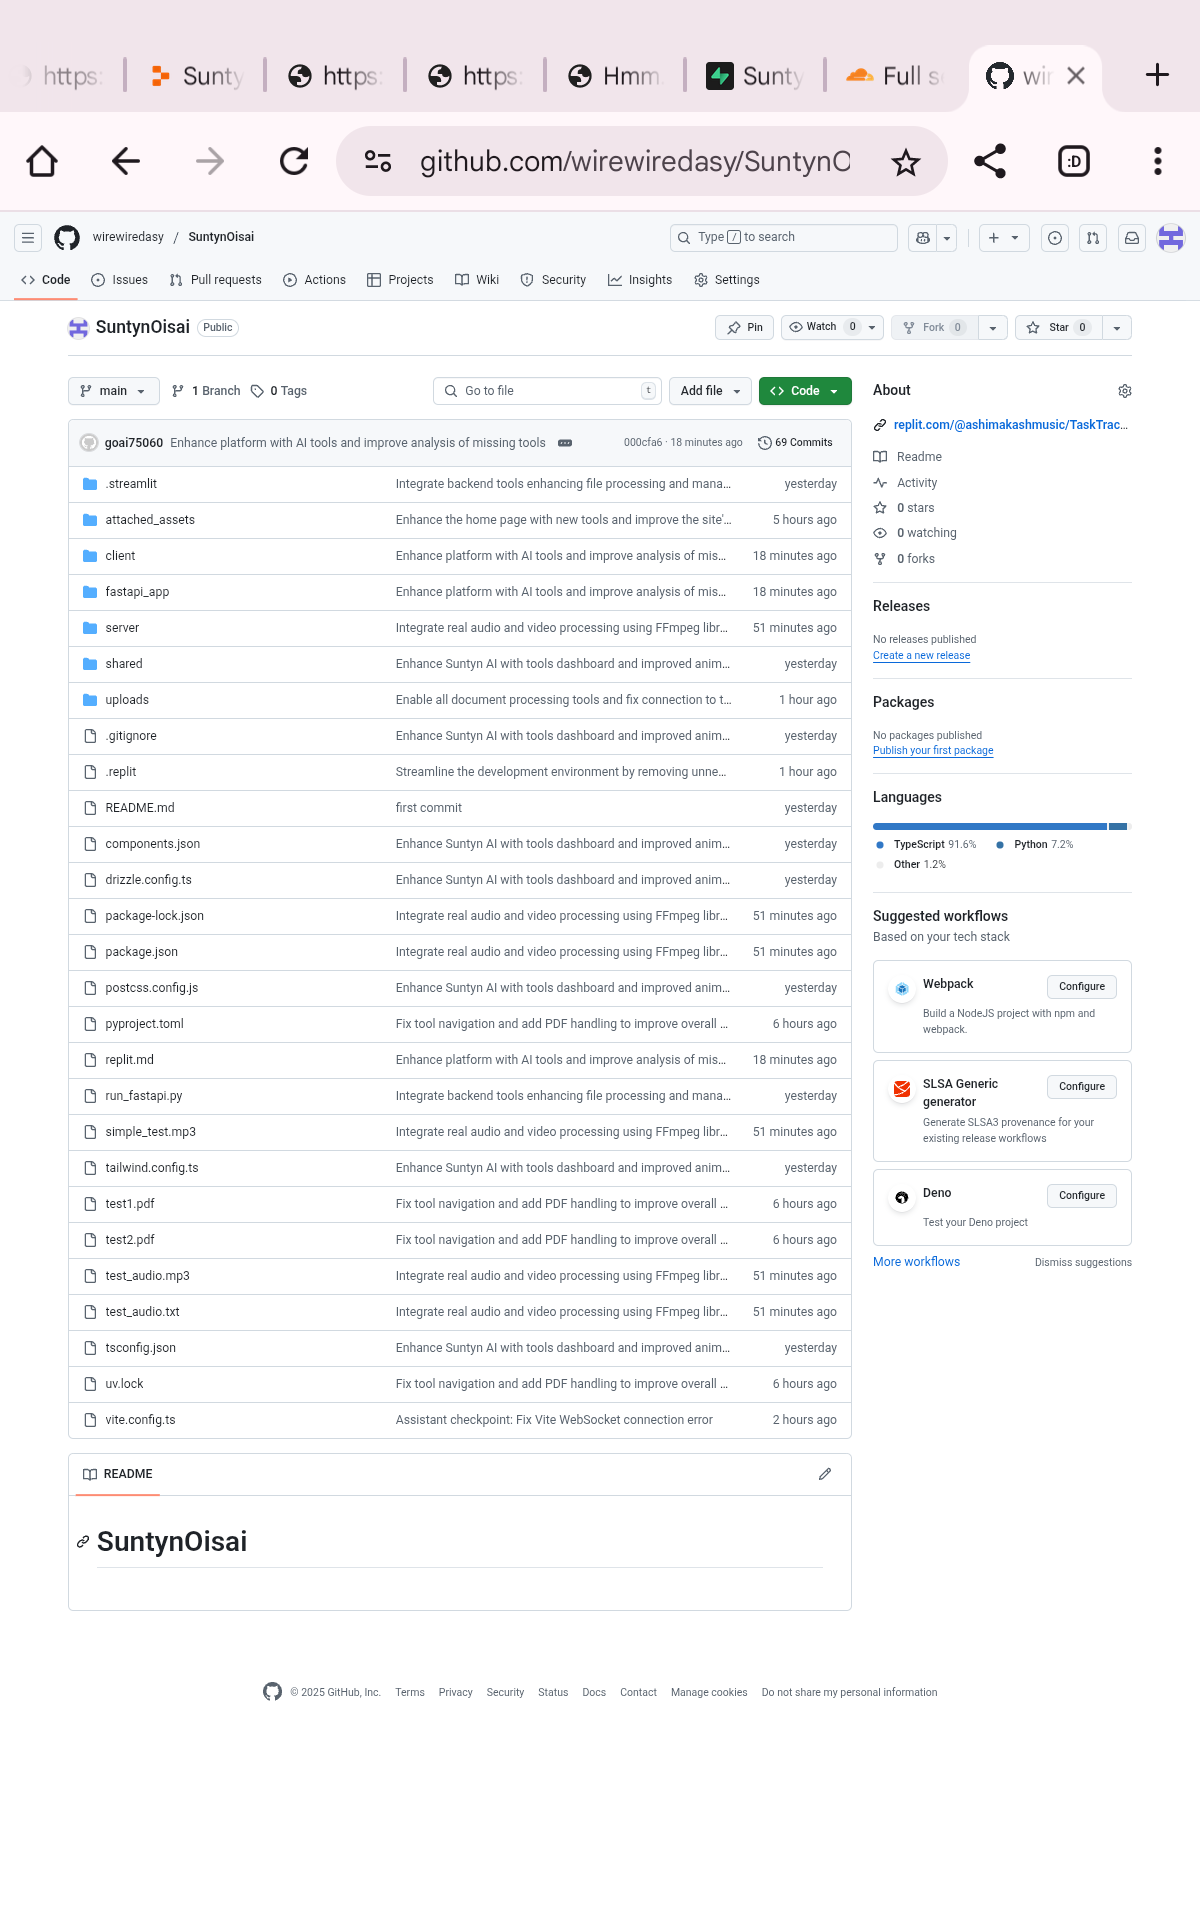 https:
Sunty
https:
https:
Hmm.
Sunty
Full s
wir
github.com/wirewiredasy/SuntynO
:D
wirewiredasy / SuntynOisai
Type / to search
Code
Issues
Pull requests
Actions
Projects
Wiki
Security
Insights
Settings
SuntynOisai Public
Pin
Watch 0
Fork 0
Star 0
main
1 Branch
0 Tags
Go to file t
Add file
Code
goai75060 Enhance platform with AI tools and improve analysis of missing tools
000cfa6 · 18 minutes ago
69 Commits
.streamlit Integrate backend tools enhancing file processing and mana… yesterday
attached_assets Enhance the home page with new tools and improve the site'… 5 hours ago
client Enhance platform with AI tools and improve analysis of mis… 18 minutes ago
fastapi_app Enhance platform with AI tools and improve analysis of mis… 18 minutes ago
server Integrate real audio and video processing using FFmpeg libr… 51 minutes ago
shared Enhance Suntyn AI with tools dashboard and improved anim… yesterday
uploads Enable all document processing tools and fix connection to t… 1 hour ago
.gitignore Enhance Suntyn AI with tools dashboard and improved anim… yesterday
.replit Streamline the development environment by removing unne… 1 hour ago
README.md first commit yesterday
components.json Enhance Suntyn AI with tools dashboard and improved anim… yesterday
drizzle.config.ts Enhance Suntyn AI with tools dashboard and improved anim… yesterday
package-lock.json Integrate real audio and video processing using FFmpeg libr… 51 minutes ago
package.json Integrate real audio and video processing using FFmpeg libr… 51 minutes ago
postcss.config.js Enhance Suntyn AI with tools dashboard and improved anim… yesterday
pyproject.toml Fix tool navigation and add PDF handling to improve overall … 6 hours ago
replit.md Enhance platform with AI tools and improve analysis of mis… 18 minutes ago
run_fastapi.py Integrate backend tools enhancing file processing and mana… yesterday
simple_test.mp3 Integrate real audio and video processing using FFmpeg libr… 51 minutes ago
tailwind.config.ts Enhance Suntyn AI with tools dashboard and improved anim… yesterday
test1.pdf Fix tool navigation and add PDF handling to improve overall … 6 hours ago
test2.pdf Fix tool navigation and add PDF handling to improve overall … 6 hours ago
test_audio.mp3 Integrate real audio and video processing using FFmpeg libr… 51 minutes ago
test_audio.txt Integrate real audio and video processing using FFmpeg libr… 51 minutes ago
tsconfig.json Enhance Suntyn AI with tools dashboard and improved anim… yesterday
uv.lock Fix tool navigation and add PDF handling to improve overall … 6 hours ago
vite.config.ts Assistant checkpoint: Fix Vite WebSocket connection error 2 hours ago
README
SuntynOisai
About
replit.com/@ashimakashmusic/TaskTrac…
Readme
Activity
0 stars
0 watching
0 forks
Releases
No releases published
Create a new release
Packages
No packages published
Publish your first package
Languages
TypeScript 91.6% Python 7.2%
Other 1.2%
Suggested workflows
Based on your tech stack
Webpack
Configure
Build a NodeJS project with npm and
webpack.
SLSA Generic
generator
Configure
Generate SLSA3 provenance for your
existing release workflows
Deno
Configure
Test your Deno project
More workflows
Dismiss suggestions
© 2025 GitHub, Inc. Terms Privacy Security Status Docs Contact Manage cookies Do not share my personal information